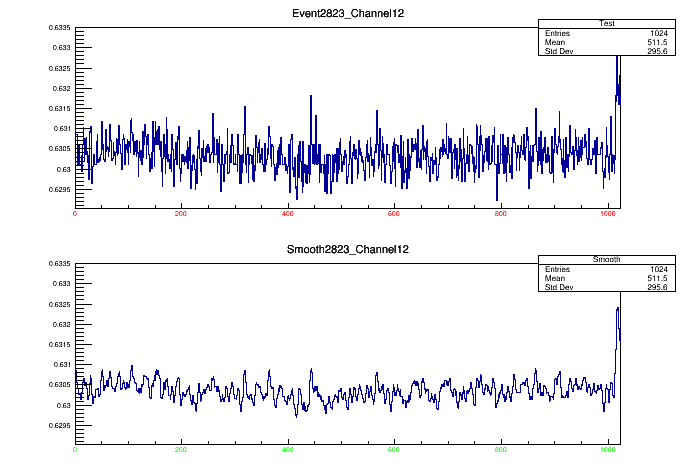 Event2823_Channel12
Test
Entries 1024
Mean 511.5
Std Dev 295.6
0.6335
0.633
0.6325
0.632
0.6315
0.631
0.6305
0.63
0.6295
0 200 400 600 800 1000
Smooth2823_Channel12
Smooth
Entries 1024
Mean 511.5
Std Dev 295.6
0.6335
0.633
0.6325
0.632
0.6315
0.631
0.6305
0.63
0.6295
0 200 400 600 800 1000